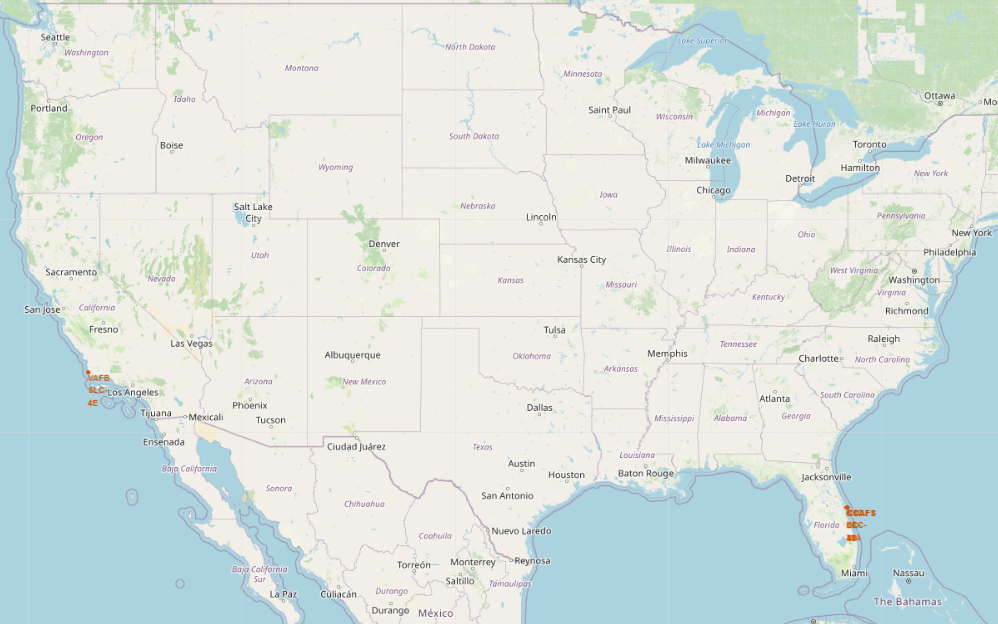 Lake Superior
Seattle
Washington
North Dakota
Montana
Minnesota
Ottawa
Mo
Idaho
Portland
Saint Paul
Wisconsin
Michigan
Lake Huron
Oregon
South Dakota
Boise
Lake Michigan
Toronto
Wyoming
Milwaukee
Hamilton
New York
Detroit
Chicago
Iowa
Salt Lake
City
Nebraska
Lincoln
Pennsylvania
New York
Ohio
Denver
Utah
Illinois
Indiana
Philadelphia
Kansas City
Sacramento
Colorado
West Virginia
Nevada
Kansas
Missouri
Washington
Virginia
Kentucky
California
San Jose
Richmond
Fresno
Tulsa
Raleigh
Las Vegas
Tennessee
Albuquerque
Oklahoma
Memphis
Charlotte
North Carolina
Arkansas
VAFB
SLC-
4E
Los Angeles
Arizona
New Mexico
South Carolina
Atlanta
Phoenix
Dallas
Tijuana
Mexicali
Tucson
Mississippi
Alabama
Georgia
Ensenada
Ciudad Juárez
Texas
Louisiana
Baja California
Austin
Houston
Baton Rouge
Jacksonville
Sonora
San Antonio
Chihuahua
Florida
Coahuila
Nuevo Laredo
Baja California
Sur
Torreón
Monterrey
Reynosa
Saltillo
Tamaulipas
Miami
Nassau
La Paz
Culiacán
Durango
Durango
México
The Bahamas